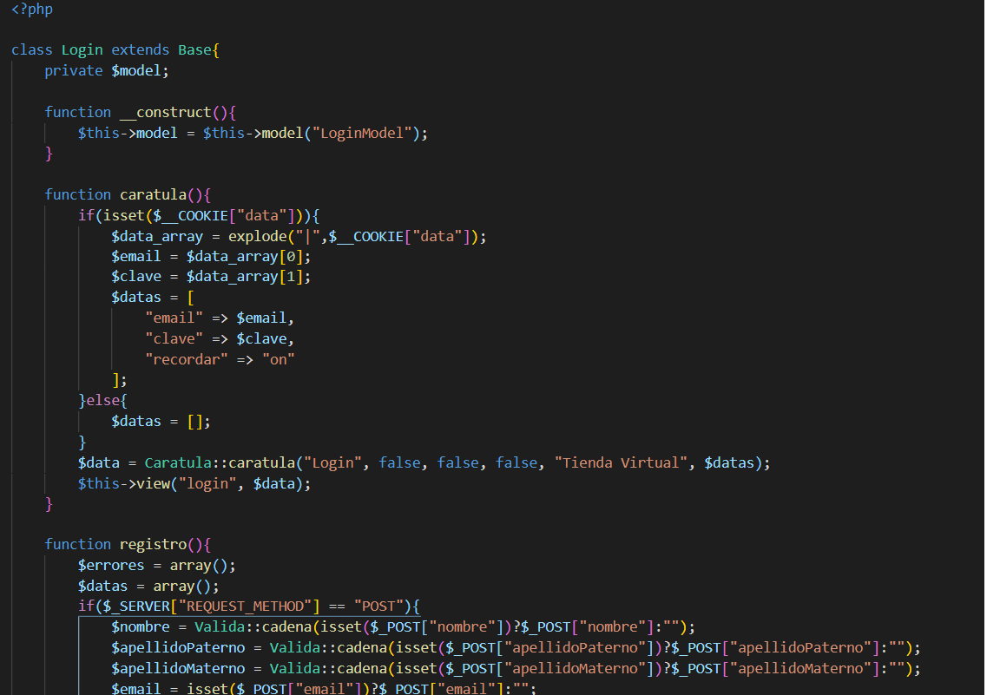 <?php
class Login extends Base{
private $model;
function __construct(){
$this->model = $this->model("LoginModel");
}
function caratula(){
if(isset($__COOKIE["data"])){
$data_array = explode("|",$__COOKIE["data"]);
$email = $data_array[0];
$clave = $data_array[1];
$datas = [
"email" => $email,
"clave" => $clave,
"recordar" => "on"
];
}else{
$datas = [];
}
$data = Caratula::caratula("Login", false, false, false, "Tienda Virtual", $datas);
$this->view("login", $data);
}
function registro(){
$errores = array();
$datas = array();
if($_SERVER["REQUEST_METHOD"] == "POST"){
$nombre = Valida::cadena(isset($_POST["nombre"])?$_POST["nombre"]:"");
$apellidoPaterno = Valida::cadena(isset($_POST["apellidoPaterno"])?$_POST["apellidoPaterno"]:"");
$apellidoMaterno = Valida::cadena(isset($_POST["apellidoMaterno"])?$_POST["apellidoMaterno"]:"");
$email = isset($_POST["email"])?$_POST["email"]:"";